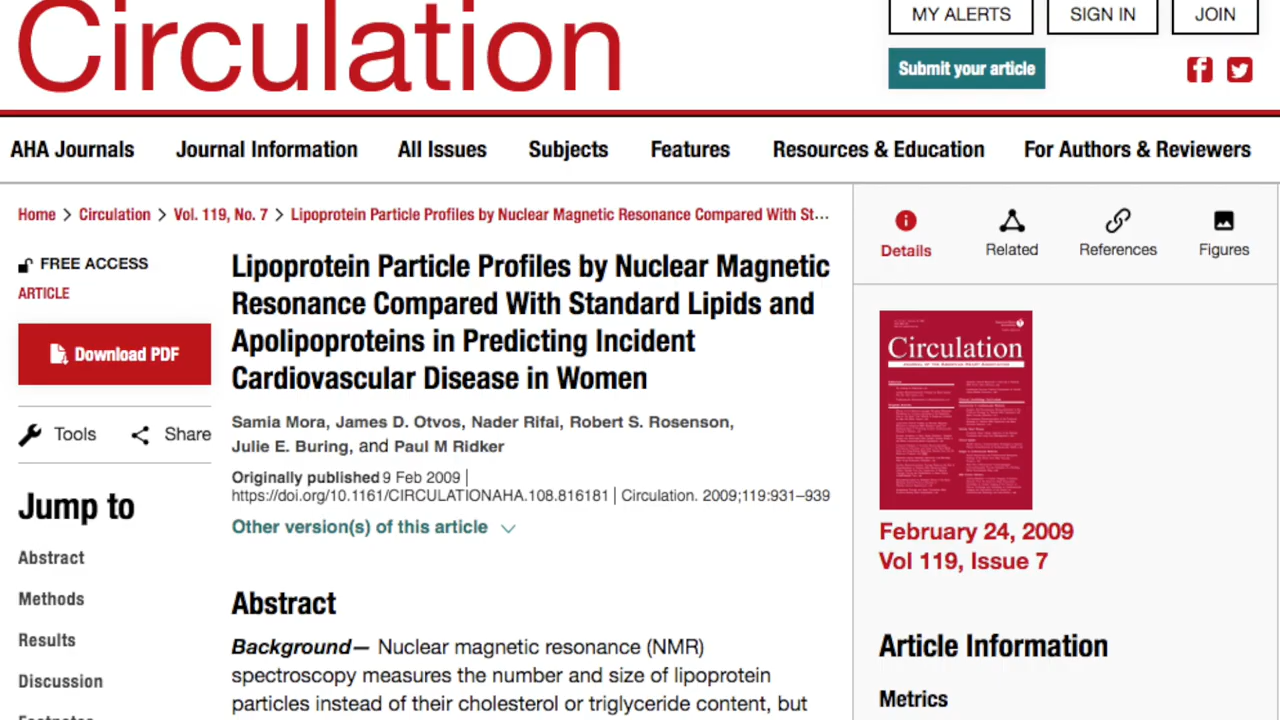 Circulation
MY ALERTS
SIGN IN
JOIN
Submit your article
AHA Journals
Journal Information
All Issues
Subjects
Features
Resources & Education
For Authors & Reviewers
Home > Circulation > Vol. 119, No. 7 > Lipoprotein Particle Profiles by Nuclear Magnetic Resonance Compared With St...
FREE ACCESS
ARTICLE
Download PDF
Tools
Share
Jump to
Abstract
Methods
Results
Discussion
Lipoprotein Particle Profiles by Nuclear Magnetic
Resonance Compared With Standard Lipids and
Apolipoproteins in Predicting Incident
Cardiovascular Disease in Women
Samia Mora, James D. Otvos, Nader Rifai, Robert S. Rosenson,
Julie E. Buring, and Paul M Ridker
Originally published 9 Feb 2009 |
https://doi.org/10.1161/CIRCULATIONAHA.108.816181 | Circulation. 2009;119:931–939
Other version(s) of this article
Abstract
Background— Nuclear magnetic resonance (NMR)
spectroscopy measures the number and size of lipoprotein
particles instead of their cholesterol or triglyceride content, but
Details
Related
References
Figures
Circulation
February 24, 2009
Vol 119, Issue 7
Article Information
Metrics